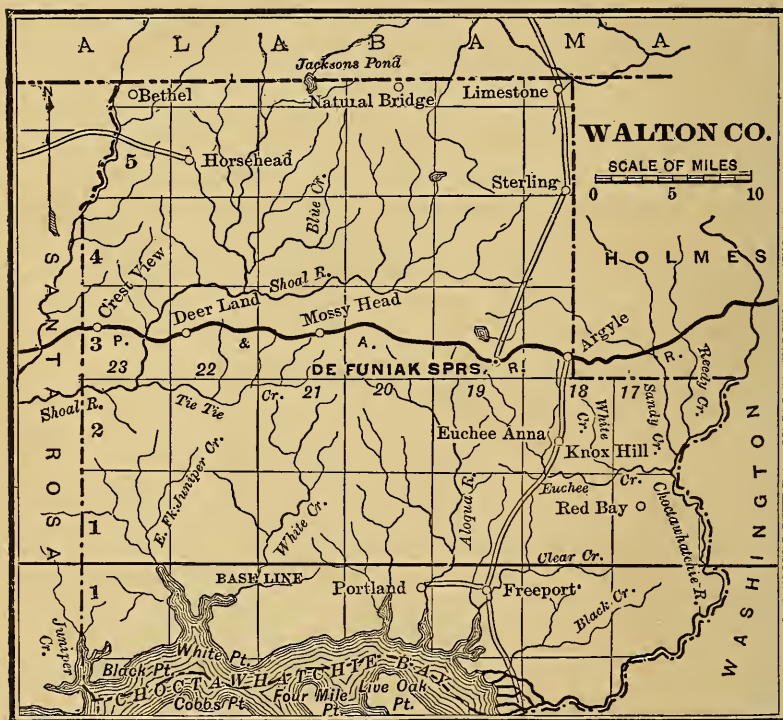 ALABAMA
Jacksons Pond
Bethel
Natural Bridge
Limestone
WALTON CO.
SCALE OF MILES
0 5 10
5
Horsehead
Sterling
Blue Cr.
SANTA ROSA
4
HOLMES
Crest View
Shoal R.
Deer Land
Mossy Head
Argyle
3
P. & A. R. R.
23 22 21 20 19 18 17
DE FUNIAK SPRS.
Reedy Cr.
Sandy Cr.
White Cr.
Shoal R.
Tie Tie Cr.
2
Euchee Anna
Knox Hill
E. Fk. Juniper Cr.
White Cr.
Aloqua R.
Euchee Cr.
Red Bay
Choctawhatchie R.
WASHINGTON
1
Clear Cr.
1
BASE LINE
Portland
Freeport
Black Cr.
Juniper Cr.
White Pt.
Black Pt.
CHOCTAWHATCHIE BAY
Cobbs Pt
Four Mile Pt.
Live Oak Pt.
N